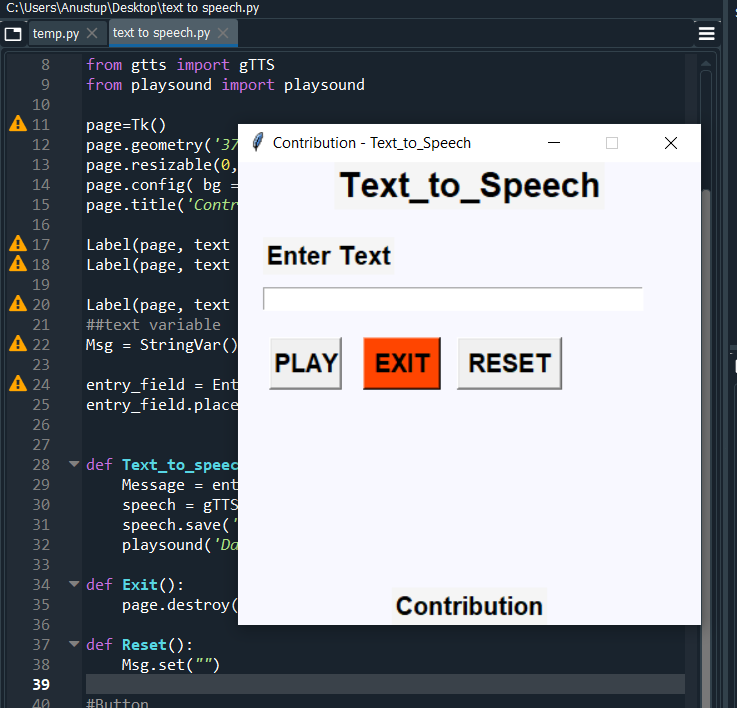 C:\Users\Anustup\Desktop\text to speech.py
temp.py
text to speech.py
8 from gtts import gTTS
9 from playsound import playsound
10
11 page=Tk()
12 page.geometry('37
13 page.resizable(0,
14 page.config( bg =
15 page.title('Contr
16
17 Label(page, text
18 Label(page, text
19
20 Label(page, text
21 ##text variable
22 Msg = StringVar()
23
24 entry_field = Ent
25 entry_field.place
26
27
28 def Text_to_speec
29 Message = ent
30 speech = gTTS
31 speech.save('
32 playsound('Da
33
34 def Exit():
35 page.destroy(
36
37 def Reset():
38 Msg.set("")
39
40 #Button
Contribution - Text_to_Speech
Text_to_Speech
Enter Text
PLAY EXIT RESET
Contribution